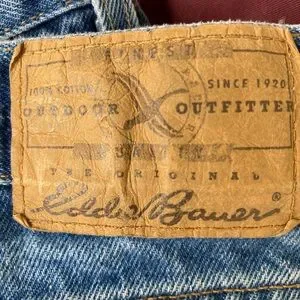 FINEST
100% COTTON SINCE 1920
OUTDOOR OUTFITTER
THE ORIGINAL
Eddie Bauer®